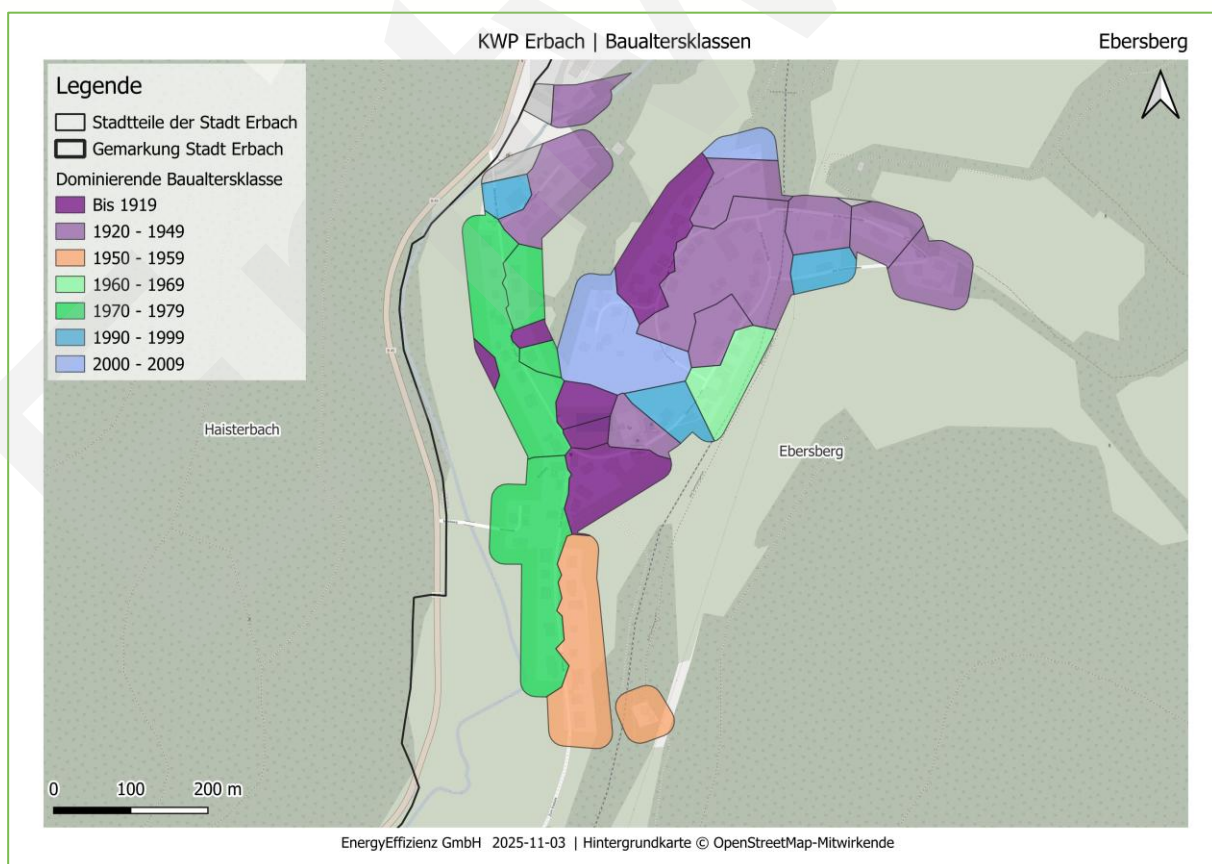 KWP Erbach | Baualtersklassen
Ebersberg
Legende
Stadtteile der Stadt Erbach
Gemarkung Stadt Erbach
Dominierende Baualtersklasse
Bis 1919
1920 - 1949
1950 - 1959
1960 - 1969
1970 - 1979
1990 - 1999
2000 - 2009
Haisterbach
Ebersberg
0 100 200 m
EnergyEffizienz GmbH 2025-11-03 | Hintergrundkarte © OpenStreetMap-Mitwirkende